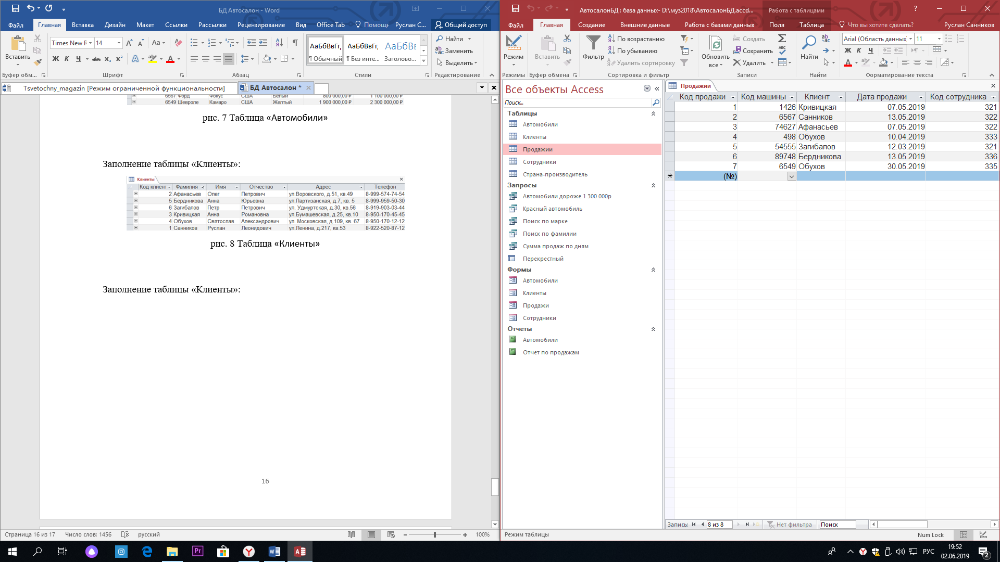 БД Автосалон - Word
Файл Главная Вставка Дизайн Макет Ссылки Рассылки Рецензирование Вид Office Tab Помощь Руслан С... Общий доступ
Times New R 14 Aa
Вставить
Ж К Ч abc x₂ x²
АаБбВвГг, АаБбВвГг, АаБбВв
¶ Обычный ¶ Без инте... Заголово...
Найти
Заменить
Выделить
Буфер обм... Шрифт Абзац Стили Редактирование
Tsvetochny_magazin [Режим ограниченной функциональности] БД Автосалон *
6567 Форд Фокус США Белый 800 000,00 ₽ 1 100 000,00 ₽
6549 Шевроле Камаро США Желтый 1 900 000,00 ₽ 2 300 000,00 ₽
рис. 7 Таблица «Автомобили»
Заполнение таблицы «Клиенты»:
Клиенты
Код клиент Фамилия Имя Отчество Адрес Телефон
2 Афанасьев Олег Петрович ул.Воровского, д.51, кв.49 8-999-574-74-54
5 Бердникова Анна Юрьевна ул.Партизанская, д.7, кв. 5 8-999-959-50-30
6 Загибалов Петр Петрович ул. Удмуртская, д.30, кв.56 8-919-903-03-44
3 Кривицкая Анна Романовна ул.Бумашевская, д.25, кв.10 8-950-170-45-45
4 Обухов Святослав Александрович ул. Московская, д.109, кв. 67 8-950-170-12-12
1 Санников Руслан Леонидович ул.Ленина, д.217, кв.53 8-922-520-87-12
рис. 8 Таблица «Клиенты»
Заполнение таблицы «Клиенты»:
16
Страница 16 из 17 Число слов: 1456 русский 100%
АвтосалонБД : база данных- D:\муз2018\АвтосалонБД.accd... Работа с таблицами
Файл Главная Создание Внешние данные Работа с базами данных Поля Таблица Что вы хотите сделать? Руслан Санников
Режим
Вставить
Фильтр
По возрастанию
По убыванию
Удалить сортировку
Обновить все
Создать
Сохранить
Удалить
Найти
Arial (Область данных 11
Ж К Ч
Режимы Буфер обмена Сортировка и фильтр Записи Найти Форматирование текста
Все объекты Access
Поиск...
Таблицы
Автомобили
Клиенты
Продажии
Сотрудники
Страна-производитель
Запросы
Автомобили дороже 1 300 000р
Красный автомобиль
Поиск по марке
Поиск по фамилии
Сумма продаж по дням
Перекрестный
Формы
Автомобили
Клиенты
Продажи
Сотрудники
Отчеты
Автомобили
Отчет по продажам
Продажии
Код продажи Код машины Клиент Дата продажи Код сотрудника
1 1426 Кривицкая 07.05.2019 321
2 6567 Санников 13.05.2019 322
3 74627 Афанасьев 07.05.2019 322
4 498 Обухов 10.04.2019 333
5 54555 Загибалов 12.03.2019 321
6 89748 Бердникова 13.05.2019 336
7 6549 Обухов 30.05.2019 335
(№)
Запись: 8 из 8 Нет фильтра Поиск
Режим таблицы Num Lock
РУС 19:52
02.06.2019
2